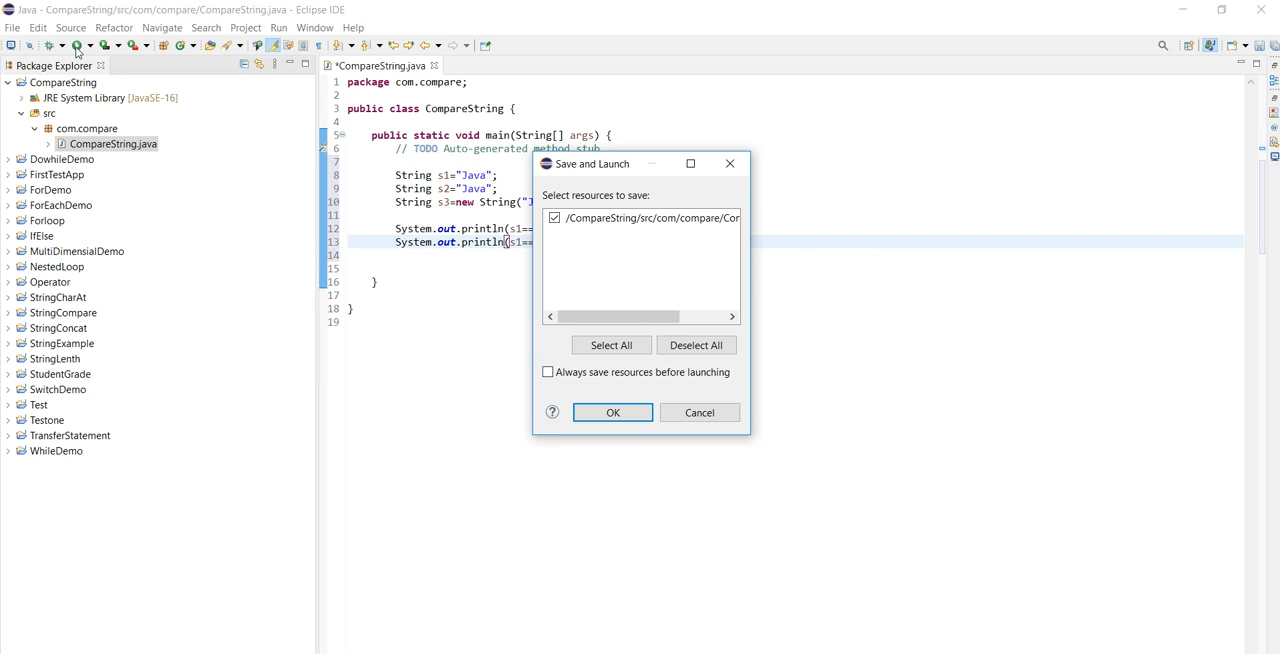 Java - CompareString/src/com/compare/CompareString.java - Eclipse IDE
File Edit Source Refactor Navigate Search Project Run Window Help
Package Explorer
CompareString
JRE System Library [JavaSE-16]
src
com.compare
CompareString.java
DowhileDemo
FirstTestApp
ForDemo
ForEachDemo
Forloop
IfElse
MultiDimensialDemo
NestedLoop
Operator
StringCharAt
StringCompare
StringConcat
StringExample
StringLenth
StudentGrade
SwitchDemo
Test
Testone
TransferStatement
WhileDemo
*CompareString.java
1 package com.compare;
2
3 public class CompareString {
4
5 public static void main(String[] args) {
6 // TODO Auto-generated method stub
7
8 String s1="Java";
9 String s2="Java";
10 String s3=new String("J
11
12 System.out.println(s1==
13 System.out.println(s1==
14
15
16 }
17
18 }
19
Save and Launch
Select resources to save:
/CompareString/src/com/compare/Cor
Select All Deselect All
Always save resources before launching
? OK Cancel